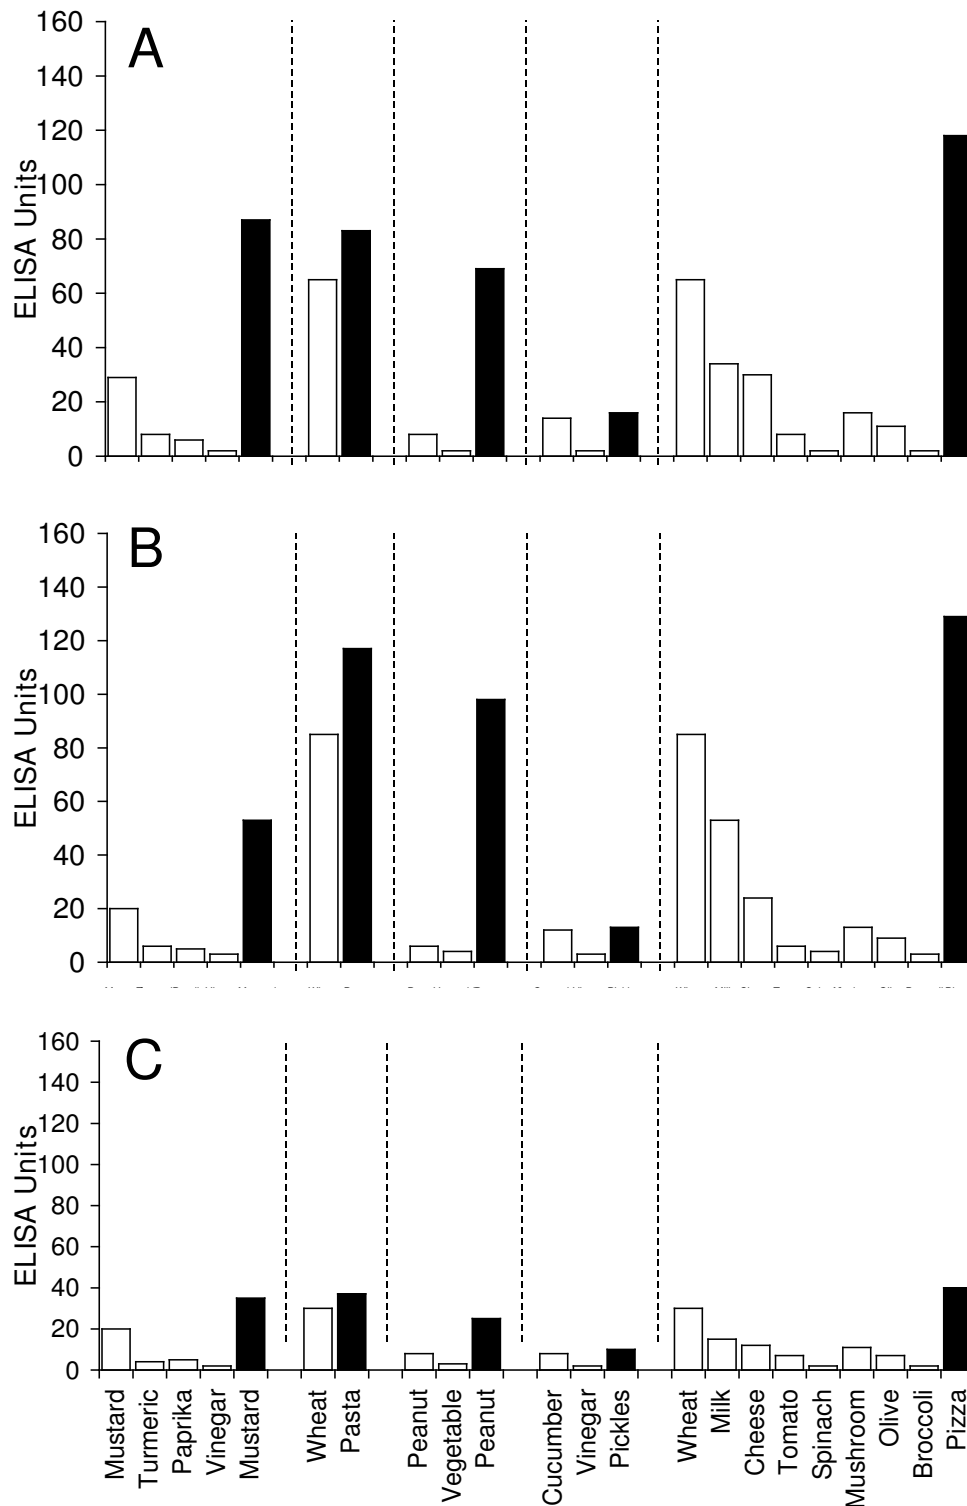 A
ELISA Units
160
140
120
100
80
60
40
20
0
B
ELISA Units
160
140
120
100
80
60
40
20
0
C
ELISA Units
160
140
120
100
80
60
40
20
0
Mustard
Turmeric
Paprika
Vinegar
Mustard
Wheat
Pasta
Peanut
Vegetable
Peanut
Cucumber
Vinegar
Pickles
Wheat
Milk
Cheese
Tomato
Spinach
Mushroom
Olive
Broccoli
Pizza